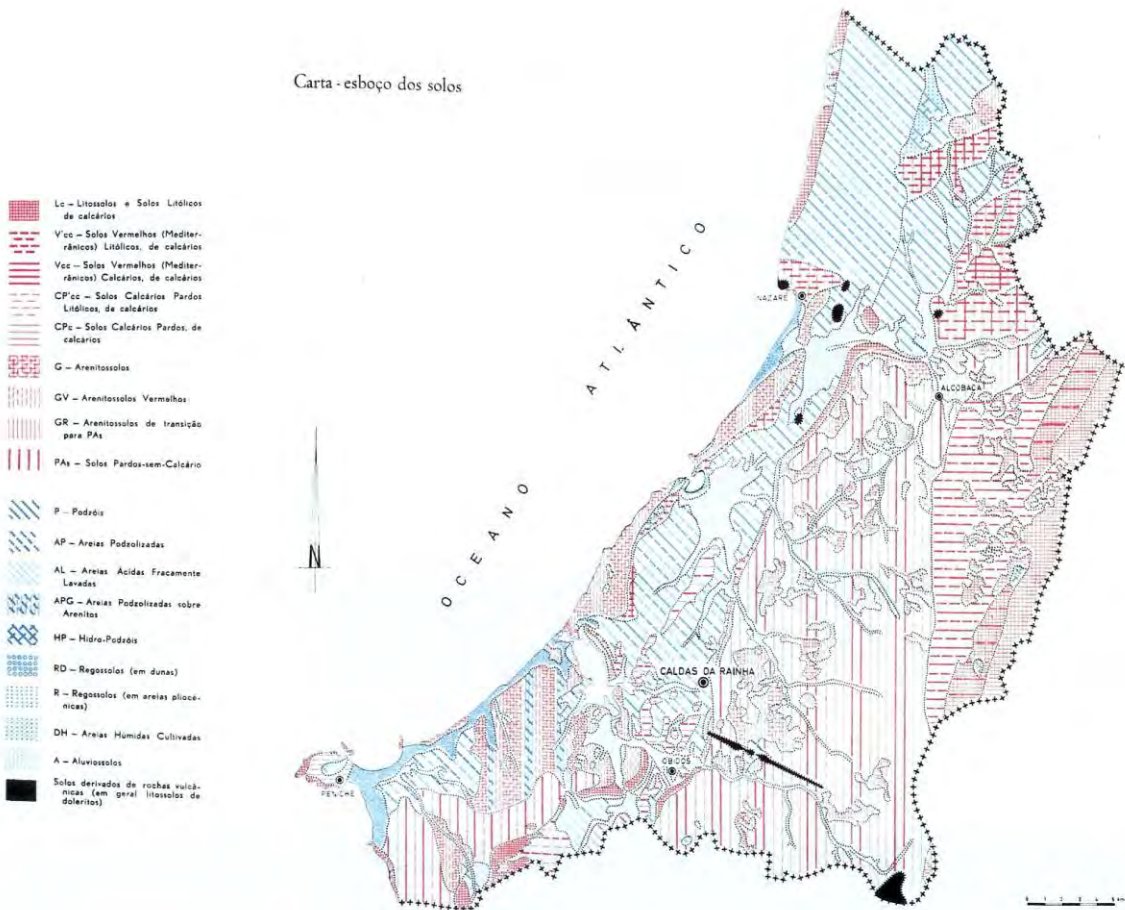 Carta - esboço dos solos
Lc – Litossolos e Solos Litólicos
de calcários
V'cc – Solos Vermelhos (Mediter-
rânicos) Litólicos, de calcários
Vcc – Solos Vermelhos (Mediter-
rânicos) Calcários, de calcários
CP'cc – Solos Calcários Pardos
Litólicos, de calcários
CPc – Solos Calcários Pardos, de
calcários
G – Arenitossolos
GV – Arenitossolos Vermelhos
GR – Arenitossolos de transição
para PAs
PAs – Solos Pardos-sem-Calcário
P – Podzóis
AP – Areias Podzolizadas
AL – Areias Ácidas Fracamente
Lavadas
APG – Areias Podzolizadas sobre
Arenitos
HP – Hidro-Podzóis
RD – Regossolos (em dunas)
R – Regossolos (em areias pliocé-
nicas)
DH – Areias Húmidas Cultivadas
A – Aluviossolos
Solos derivados de rochas vulcâ-
nicas (em geral litossolos de
doleritos)
OCEANO ATLÂNTICO
N
NAZARÉ
ALCOBAÇA
CALDAS DA RAINHA
ÓBIDOS
PENICHE